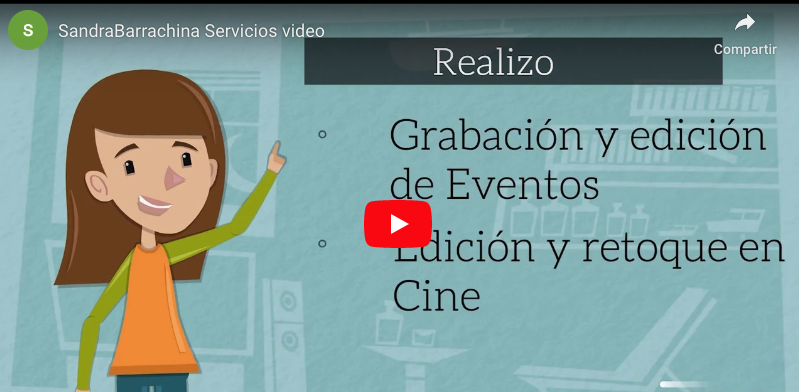 S
SandraBarrachina Servicios video
Compartir
Realizo
Grabación y edición
de Eventos
Edición y retoque en
Cine